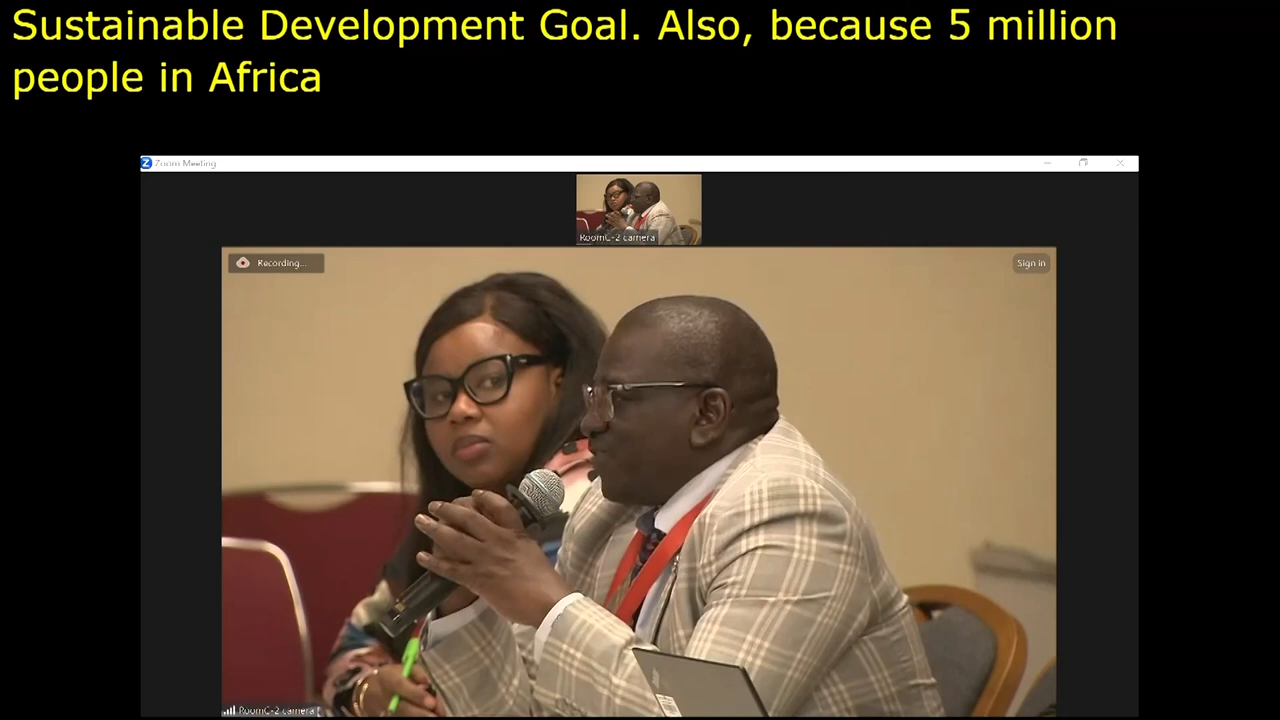 Sustainable Development Goal. Also, because 5 million
people in Africa
Zoom Meeting
RoomC-2 camera
Recording...
Sign in
RoomC-2 camera